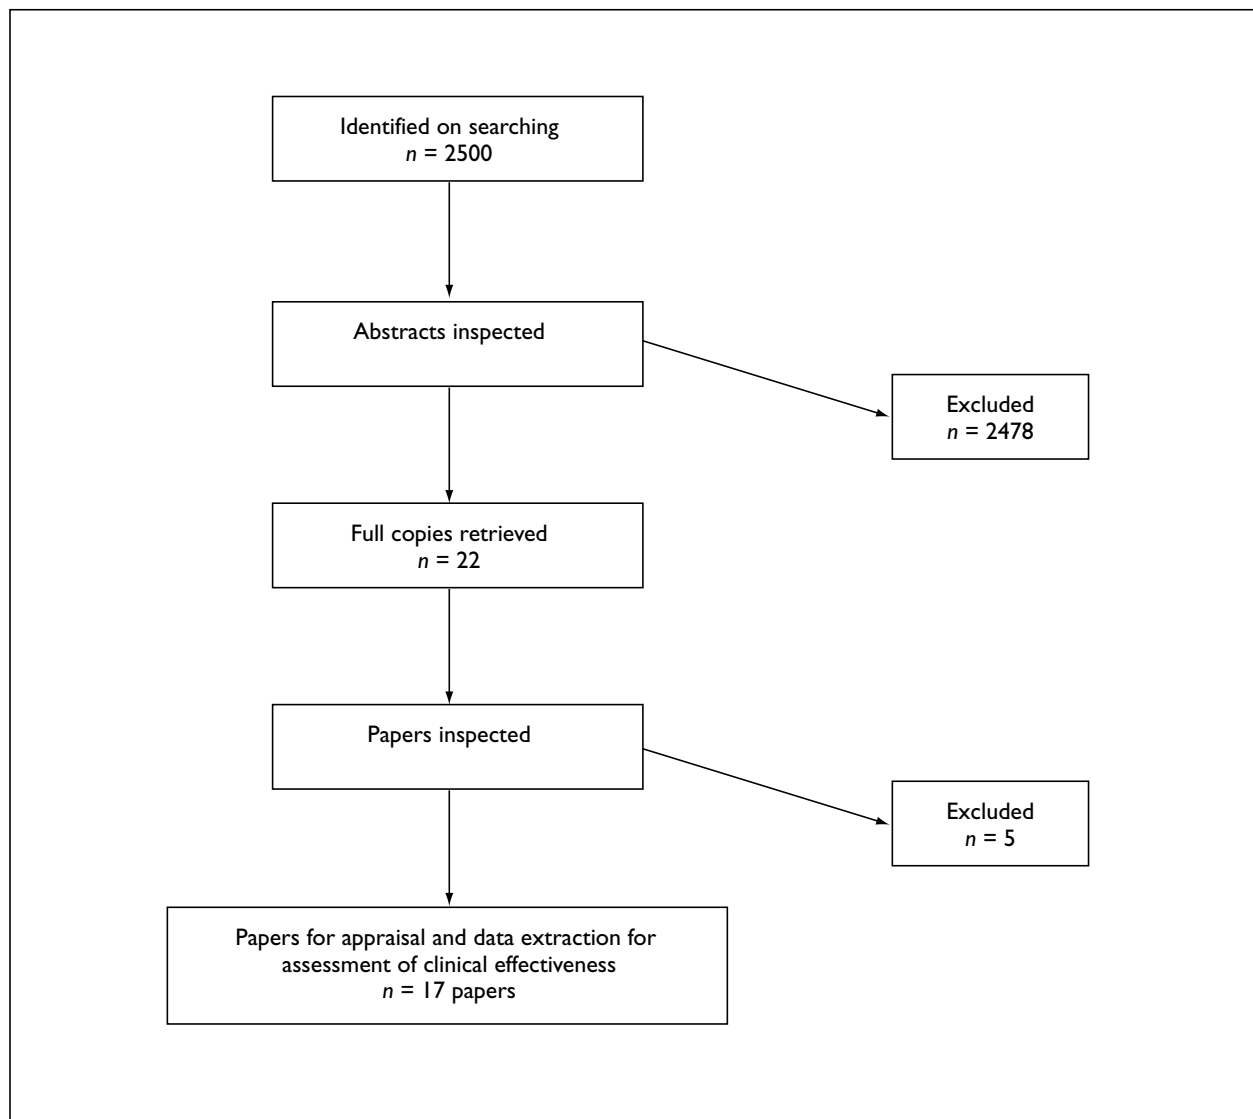 Identified on searching
n = 2500
Abstracts inspected
Excluded
n = 2478
Full copies retrieved
n = 22
Papers inspected
Excluded
n = 5
Papers for appraisal and data extraction for
assessment of clinical effectiveness
n = 17 papers